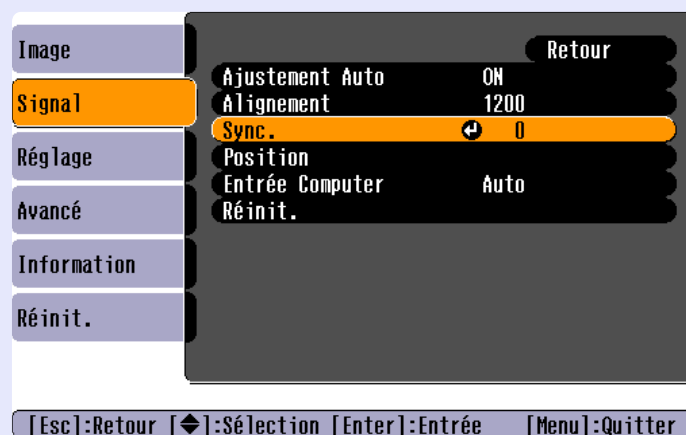 Image
Signal
Réglage
Avancé
Information
Réinit.
Retour
Ajustement Auto ON
Alignement 1200
Sync. 0
Position
Entrée Computer Auto
Réinit.
[Esc]:Retour [◆]:Sélection [Enter]:Entrée [Menu]:Quitter